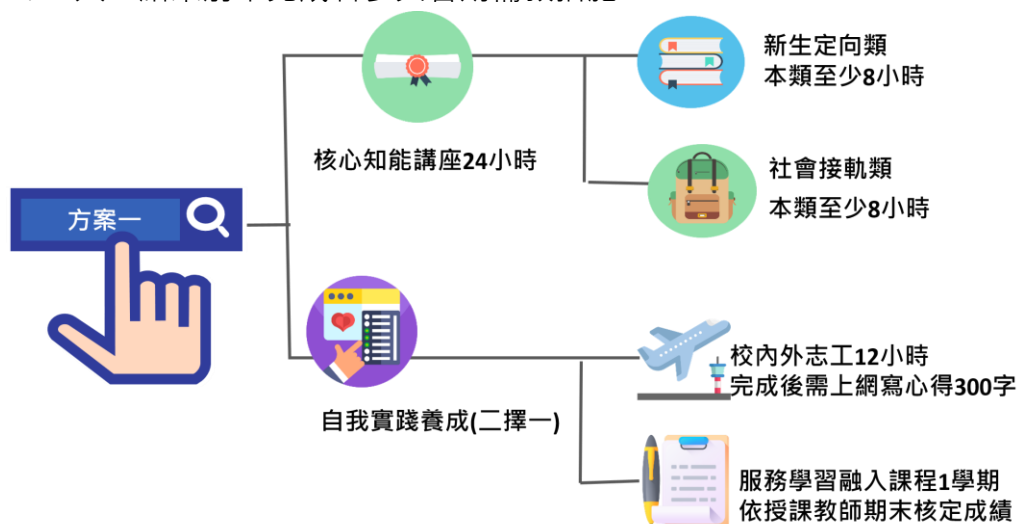 新生定向類
本類至少8小時
核心知能講座24小時
社會接軌類
本類至少8小時
方案一
校內外志工12小時
完成後需上網寫心得300字
自我實踐養成(二擇一)
服務學習融入課程1學期
依授課教師期末核定成績